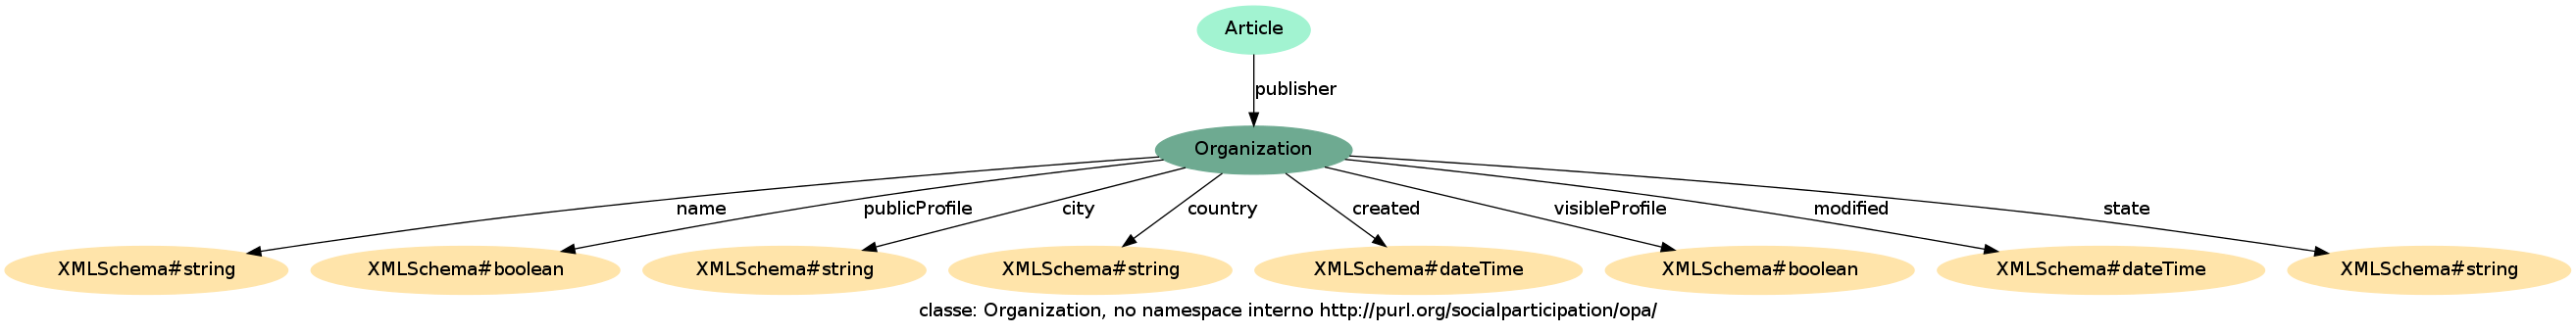 Article
publisher
Organization
name
publicProfile
city
country
created
visibleProfile
modified
state
XMLSchema#string
XMLSchema#boolean
XMLSchema#string
XMLSchema#string
XMLSchema#dateTime
XMLSchema#boolean
XMLSchema#dateTime
XMLSchema#string
classe: Organization, no namespace interno http://purl.org/socialparticipation/opa/